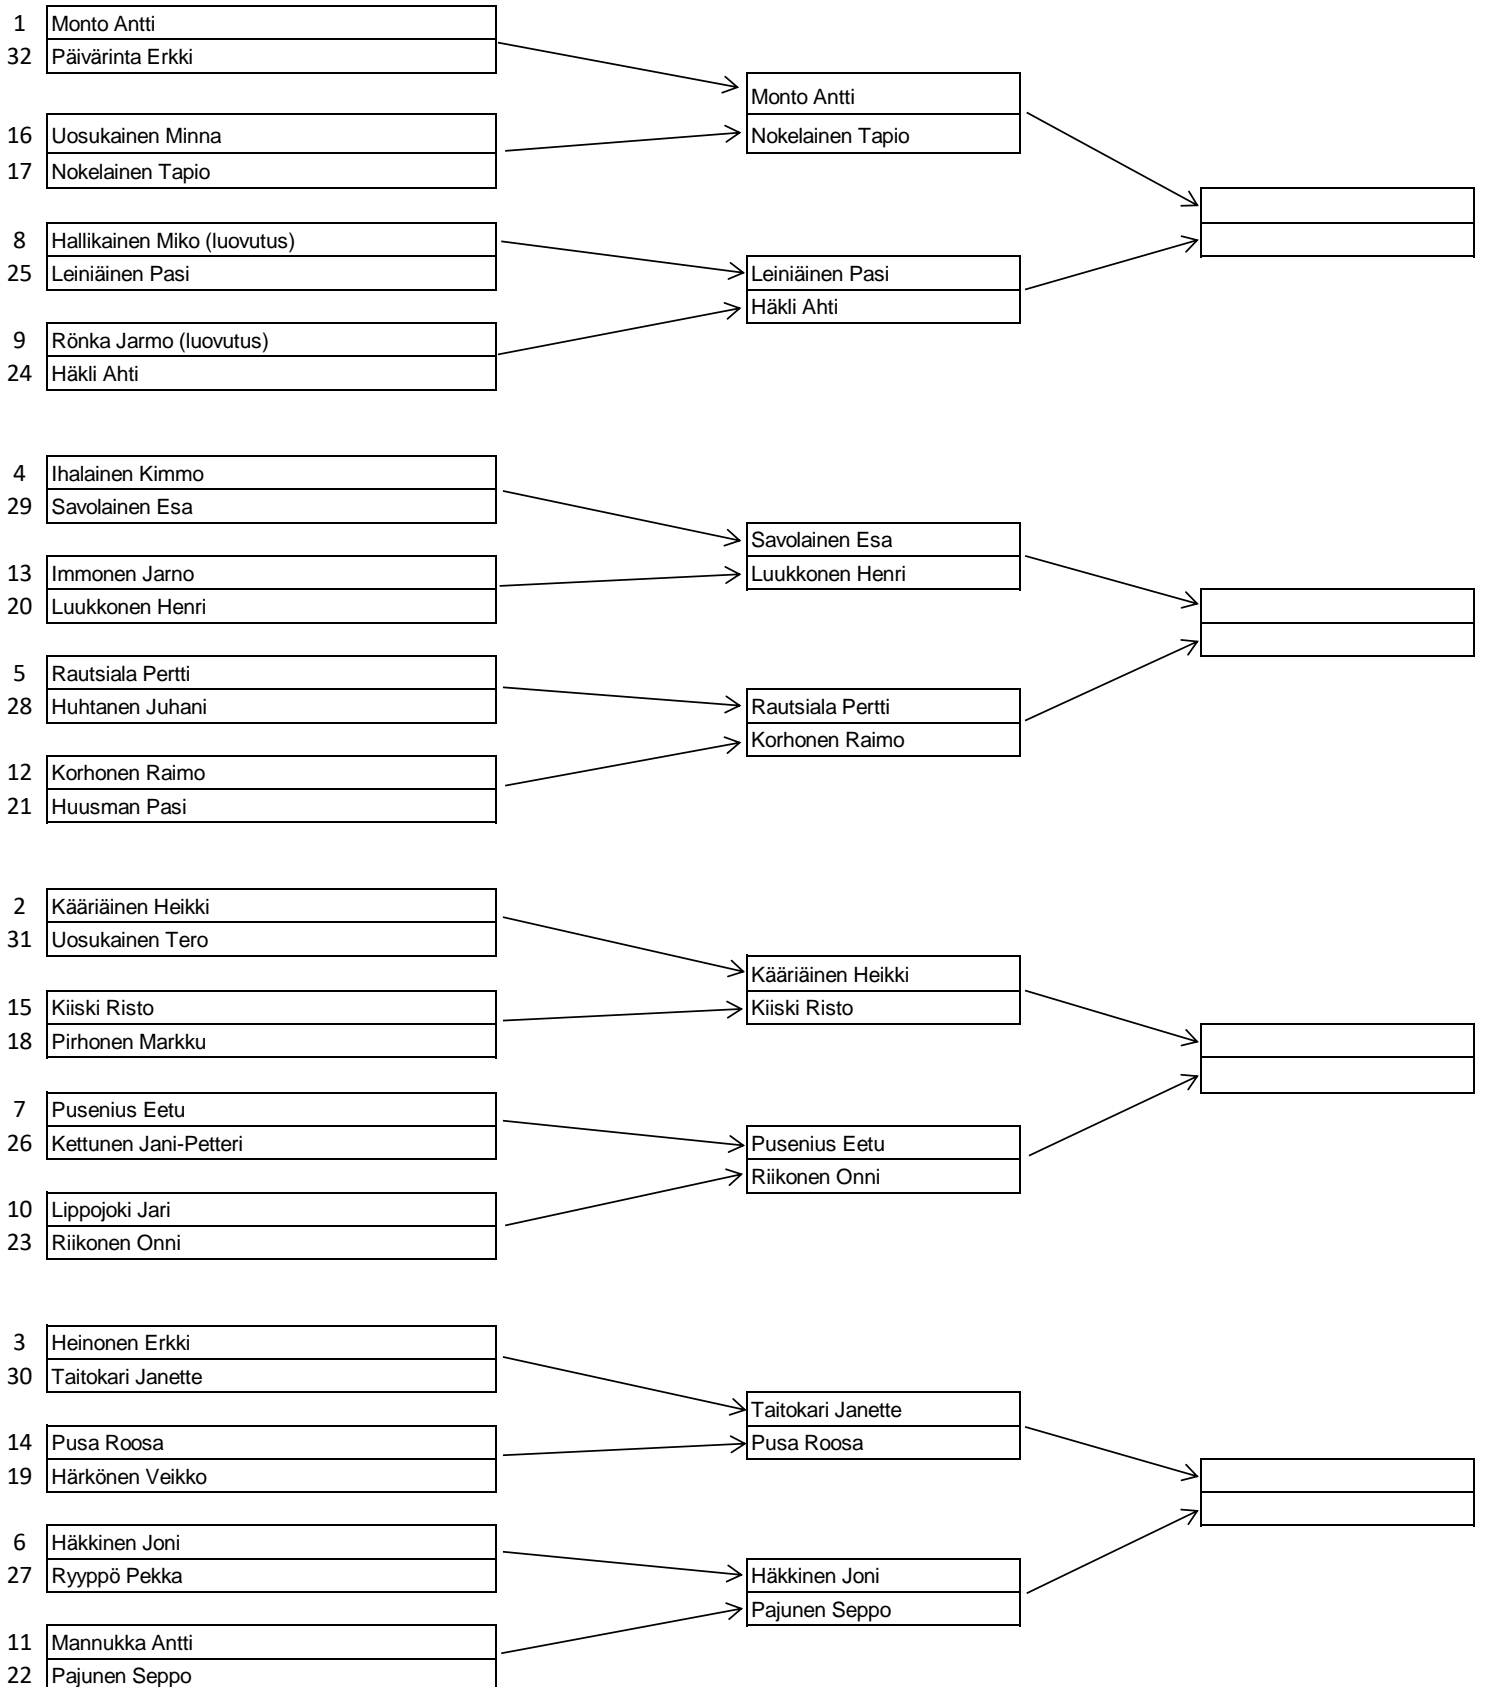 1 Monto Antti
32 Päivärinta Erkki
Monto Antti
16 Uosukainen Minna
Nokelainen Tapio
17 Nokelainen Tapio
8 Hallikainen Miko (luovutus)
25 Leiniäinen Pasi
Leiniäinen Pasi
Häkli Ahti
9 Rönka Jarmo (luovutus)
24 Häkli Ahti
4 Ihalainen Kimmo
29 Savolainen Esa
Savolainen Esa
13 Immonen Jarno
Luukkonen Henri
20 Luukkonen Henri
5 Rautsiala Pertti
28 Huhtanen Juhani
Rautsiala Pertti
Korhonen Raimo
12 Korhonen Raimo
21 Huusman Pasi
2 Kääriäinen Heikki
31 Uosukainen Tero
Kääriäinen Heikki
15 Kiiski Risto
Kiiski Risto
18 Pirhonen Markku
7 Pusenius Eetu
26 Kettunen Jani-Petteri
Pusenius Eetu
Riikonen Onni
10 Lippojoki Jari
23 Riikonen Onni
3 Heinonen Erkki
30 Taitokari Janette
Taitokari Janette
14 Pusa Roosa
Pusa Roosa
19 Härkönen Veikko
6 Häkkinen Joni
27 Ryyppö Pekka
Häkkinen Joni
Pajunen Seppo
11 Mannukka Antti
22 Pajunen Seppo